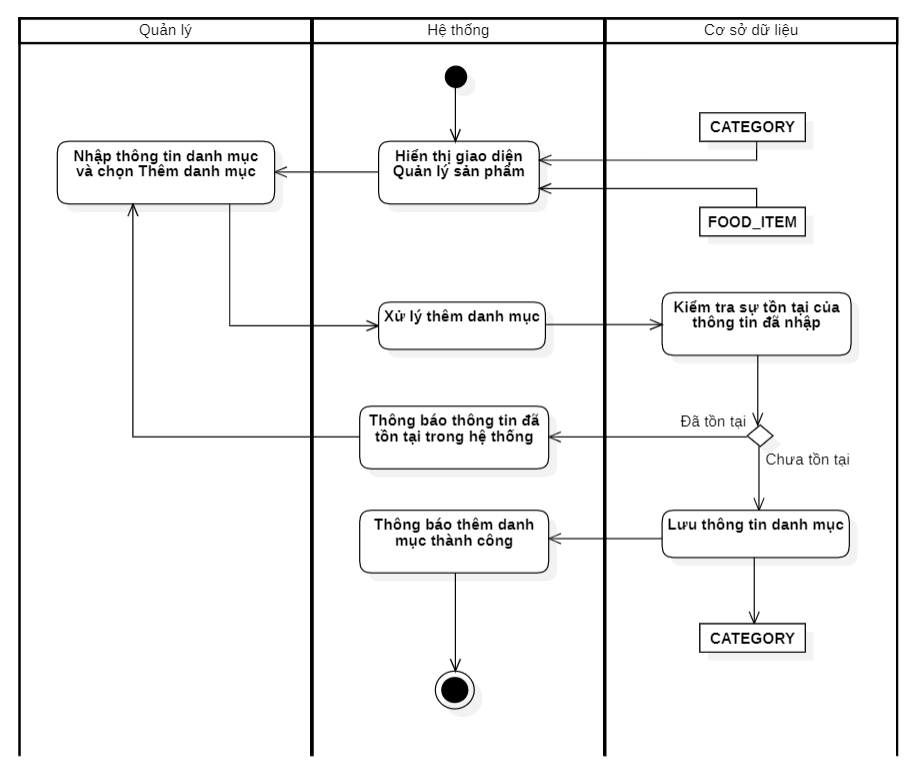 Quản lý
Hệ thống
Cơ sở dữ liệu
CATEGORY
Nhập thông tin danh mục
và chọn Thêm danh mục
Hiển thị giao diện
Quản lý sản phẩm
FOOD_ITEM
Xử lý thêm danh mục
Kiểm tra sự tồn tại của
thông tin đã nhập
Thông báo thông tin đã
tồn tại trong hệ thống
Đã tồn tại
Chưa tồn tại
Thông báo thêm danh
mục thành công
Lưu thông tin danh mục
CATEGORY